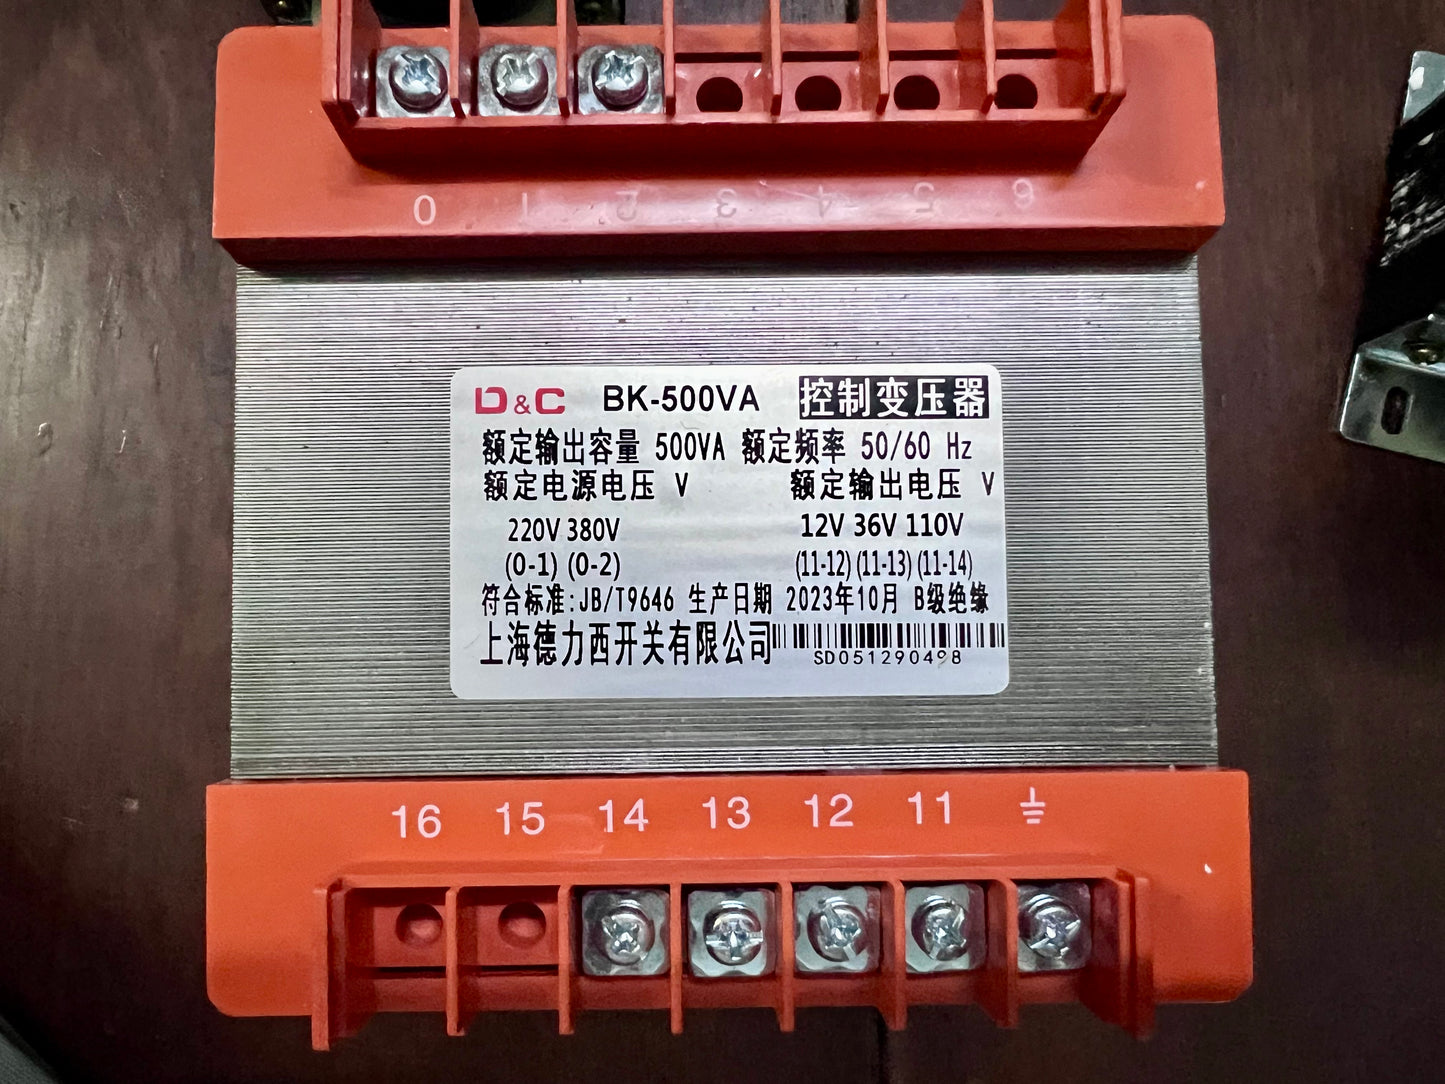 0 1 2 3 4 5 6
D&C BK-500VA 控制变压器
额定输出容量 500VA 额定频率 50/60 Hz
额定电源电压 V 额定输出电压 V
220V 380V 12V 36V 110V
(0-1) (0-2) (11-12) (11-13) (11-14)
符合标准:JB/T9646 生产日期 2023年10月 B级绝缘
上海德力西开关有限公司
SD051290498
16 15 14 13 12 11